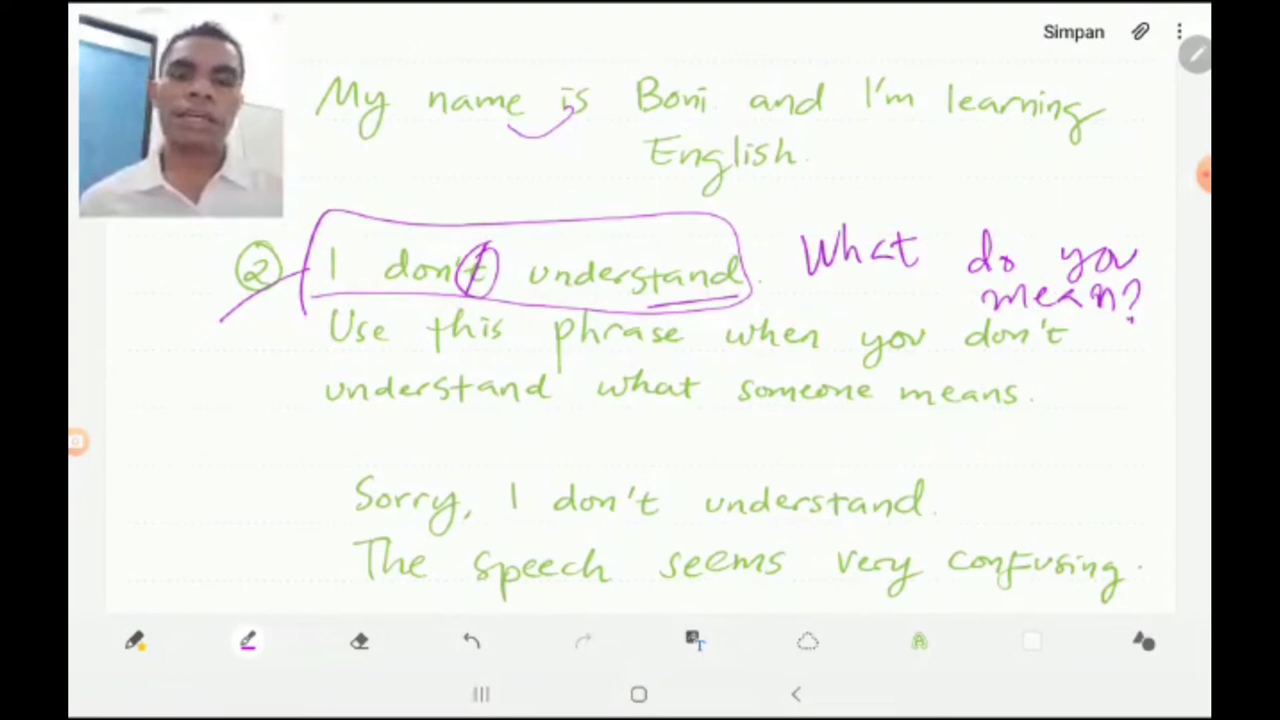 Simpan
My name is Boni and I'm learning
English.
2 I don't understand. What do you
mean?
Use this phrase when you don't
understand what someone means.
Sorry, I don't understand.
The speech seems very confusing.